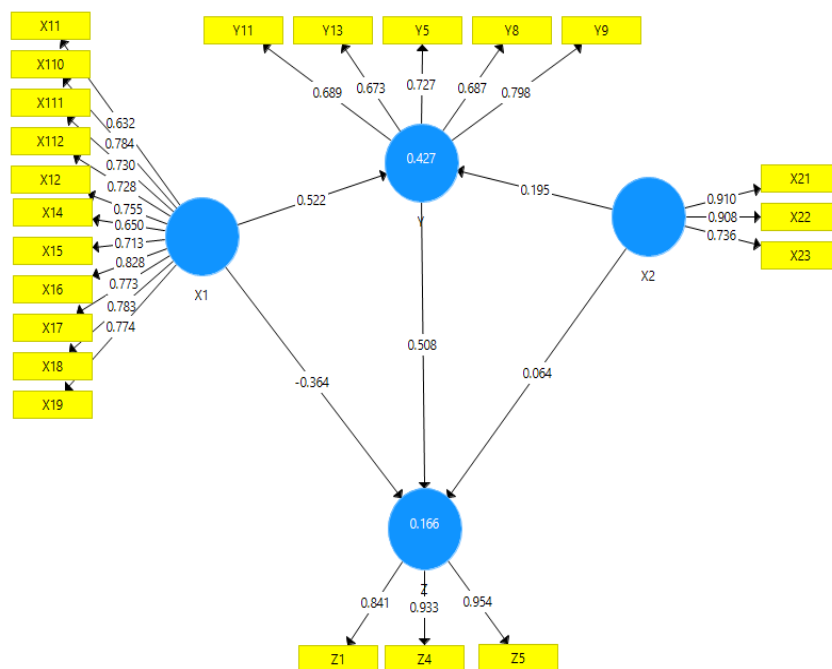 X11
X110
X111
X112
X12
X14
X15
X16
X17
X18
X19
0.632
0.784
0.730
0.728
0.755
0.650
0.713
0.828
0.773
0.783
0.774
X1
Y11
Y13
Y5
Y8
Y9
0.689
0.673
0.727
0.687
0.798
0.427
Y
0.522
0.195
X21
X22
X23
0.910
0.908
0.736
X2
-0.364
0.508
0.064
0.166
Z
0.841
0.933
0.954
Z1
Z4
Z5